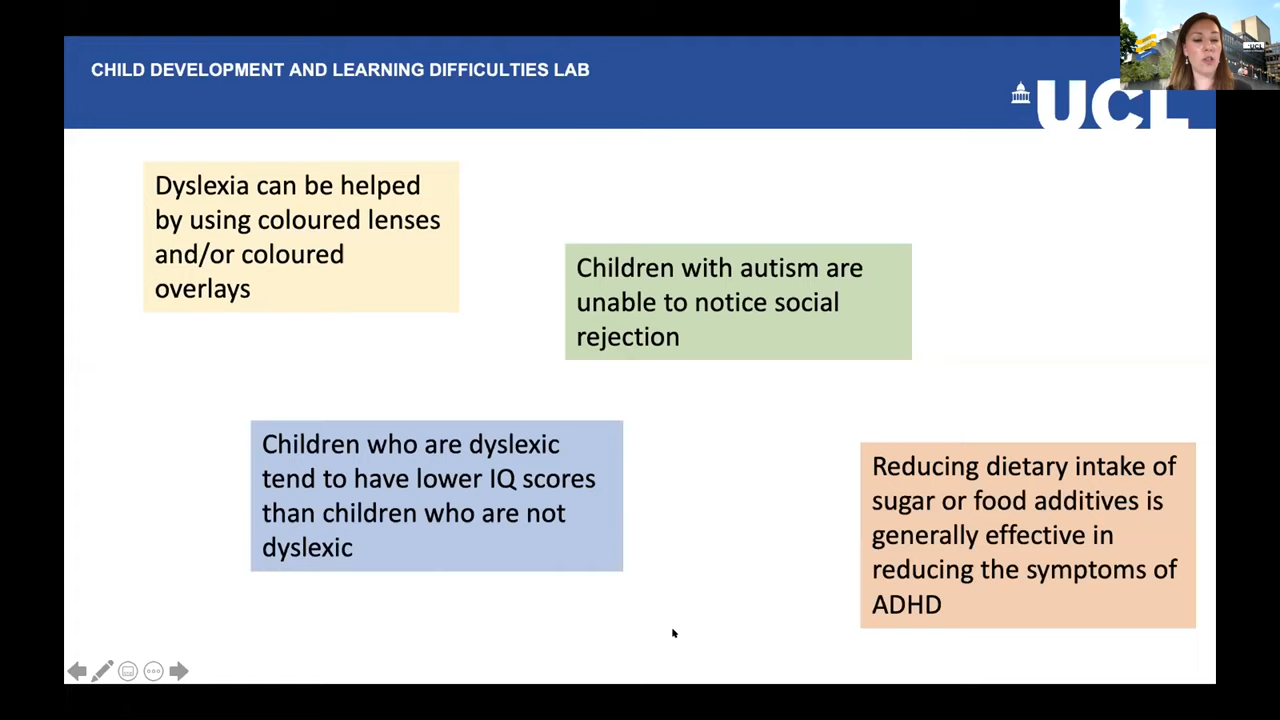 CHILD DEVELOPMENT AND LEARNING DIFFICULTIES LAB
UCL
UCL
Dyslexia can be helped
by using coloured lenses
and/or coloured
overlays
Children with autism are
unable to notice social
rejection
Children who are dyslexic
tend to have lower IQ scores
than children who are not
dyslexic
Reducing dietary intake of
sugar or food additives is
generally effective in
reducing the symptoms of
ADHD